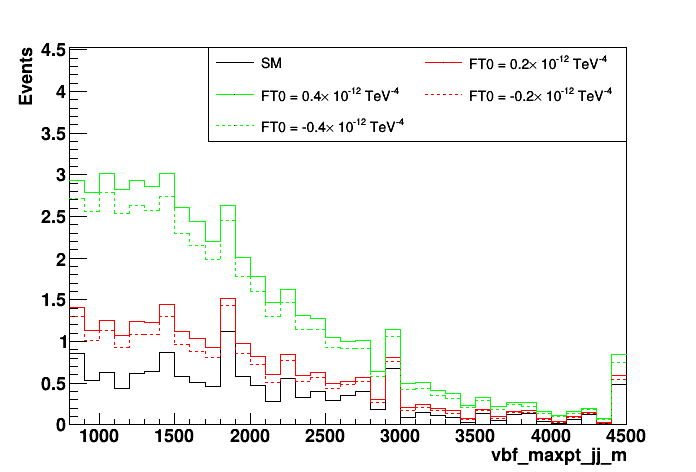 Events
4.5
4
3.5
3
2.5
2
1.5
1
0.5
0
SM
FT0 = 0.2× 10⁻¹² TeV⁻⁴
FT0 = 0.4× 10⁻¹² TeV⁻⁴
FT0 = -0.2× 10⁻¹² TeV⁻⁴
FT0 = -0.4× 10⁻¹² TeV⁻⁴
1000 1500 2000 2500 3000 3500 4000 4500
vbf_maxpt_jj_m